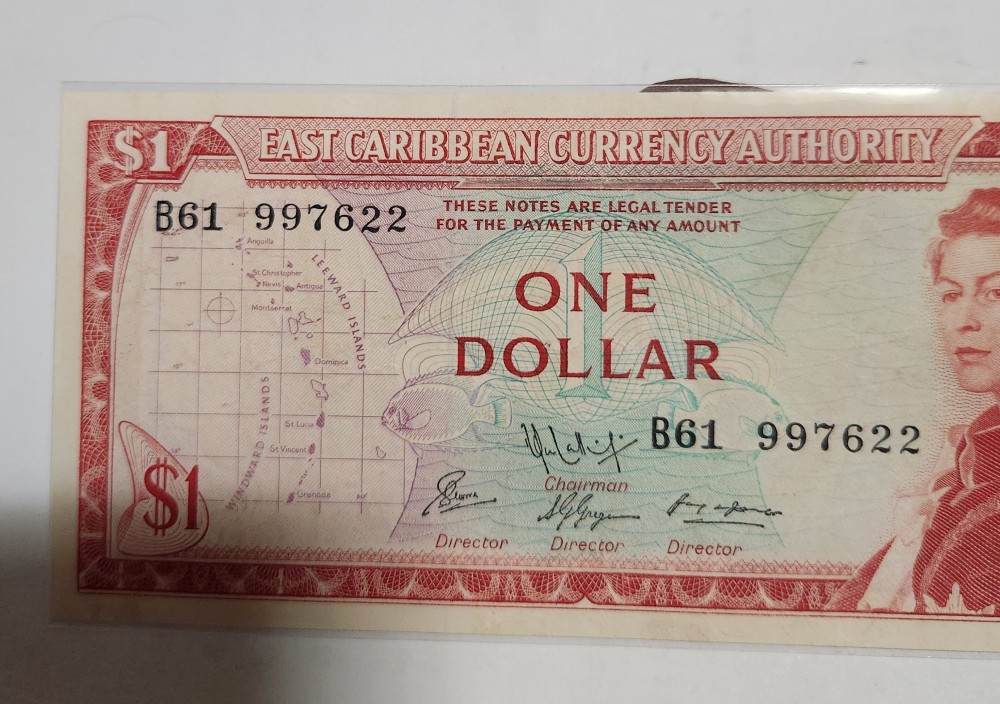 $1
EAST CARIBBEAN CURRENCY AUTHORITY
THESE NOTES ARE LEGAL TENDER
FOR THE PAYMENT OF ANY AMOUNT
B61 997622
Anguilla
St Christopher
Nevis
Antigua
Montserrat
LEEWARD ISLANDS
Dominica
WINDWARD ISLANDS
St Lucia
St Vincent
Grenada
1
ONE
DOLLAR
B61 997622
Chairman
Director Director Director
$1